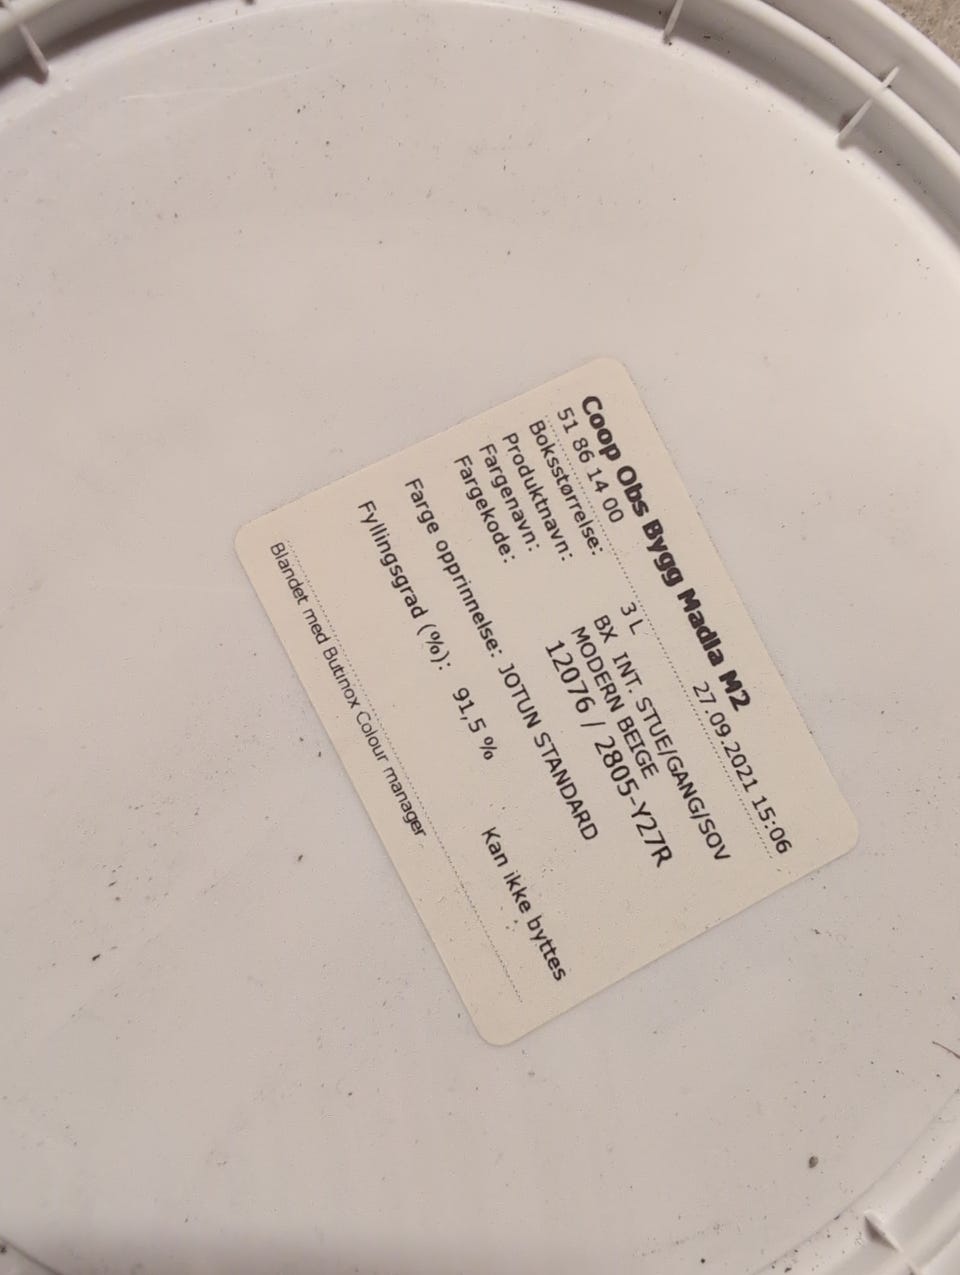 Coop Obs Bygg Madla M2
51 86 14 00 27.09.2021 15:06
Boksstørrelse: 3 L
Produktnavn: BX INT. STUE/GANG/SOV
Fargenavn: MODERN BEIGE
Fargekode: 12076 / 2805-Y27R
Farge opprinnelse: JOTUN STANDARD
Fyllingsgrad (%): 91,5 %
Kan ikke byttes
Blandet med Butinox Colour manager